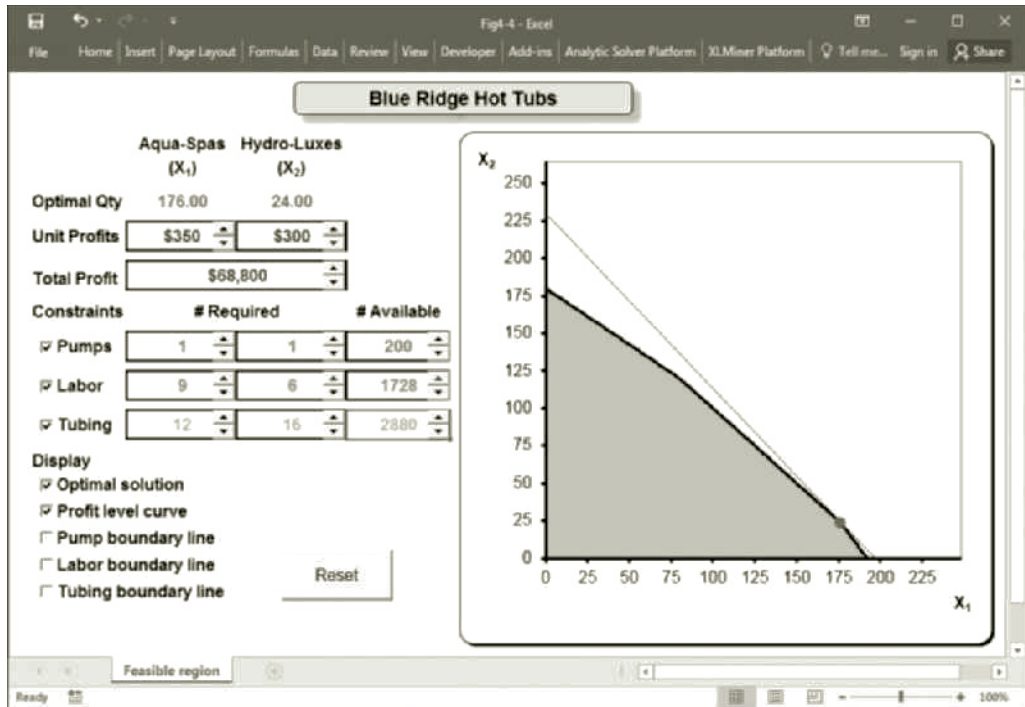 Fig4-4 - Excel
File Home Insert Page Layout Formulas Data Review View Developer Add-ins Analytic Solver Platform XLMiner Platform Tell me... Sign in Share
Blue Ridge Hot Tubs
Aqua-Spas Hydro-Luxes
(X₁) (X₂)
Optimal Qty 176.00 24.00
Unit Profits $350 $300
Total Profit $68,800
Constraints # Required # Available
Pumps 1 1 200
Labor 9 6 1728
Tubing 12 16 2880
Display
Optimal solution
Profit level curve
Pump boundary line
Labor boundary line
Tubing boundary line
Reset
X₂
250
225
200
175
150
125
100
75
50
25
0
0 25 50 75 100 125 150 175 200 225
X₁
Feasible region
Ready 100%